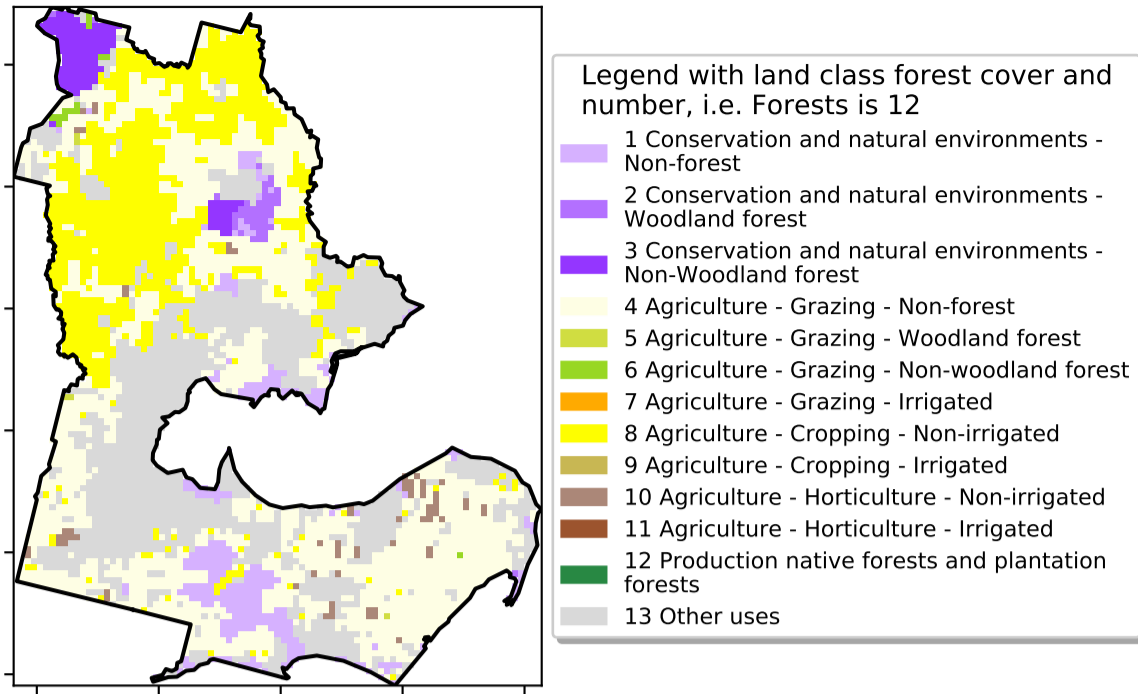 Legend with land class forest cover and
number, i.e. Forests is 12
1 Conservation and natural environments -
Non-forest
2 Conservation and natural environments -
Woodland forest
3 Conservation and natural environments -
Non-Woodland forest
4 Agriculture - Grazing - Non-forest
5 Agriculture - Grazing - Woodland forest
6 Agriculture - Grazing - Non-woodland forest
7 Agriculture - Grazing - Irrigated
8 Agriculture - Cropping - Non-irrigated
9 Agriculture - Cropping - Irrigated
10 Agriculture - Horticulture - Non-irrigated
11 Agriculture - Horticulture - Irrigated
12 Production native forests and plantation
forests
13 Other uses